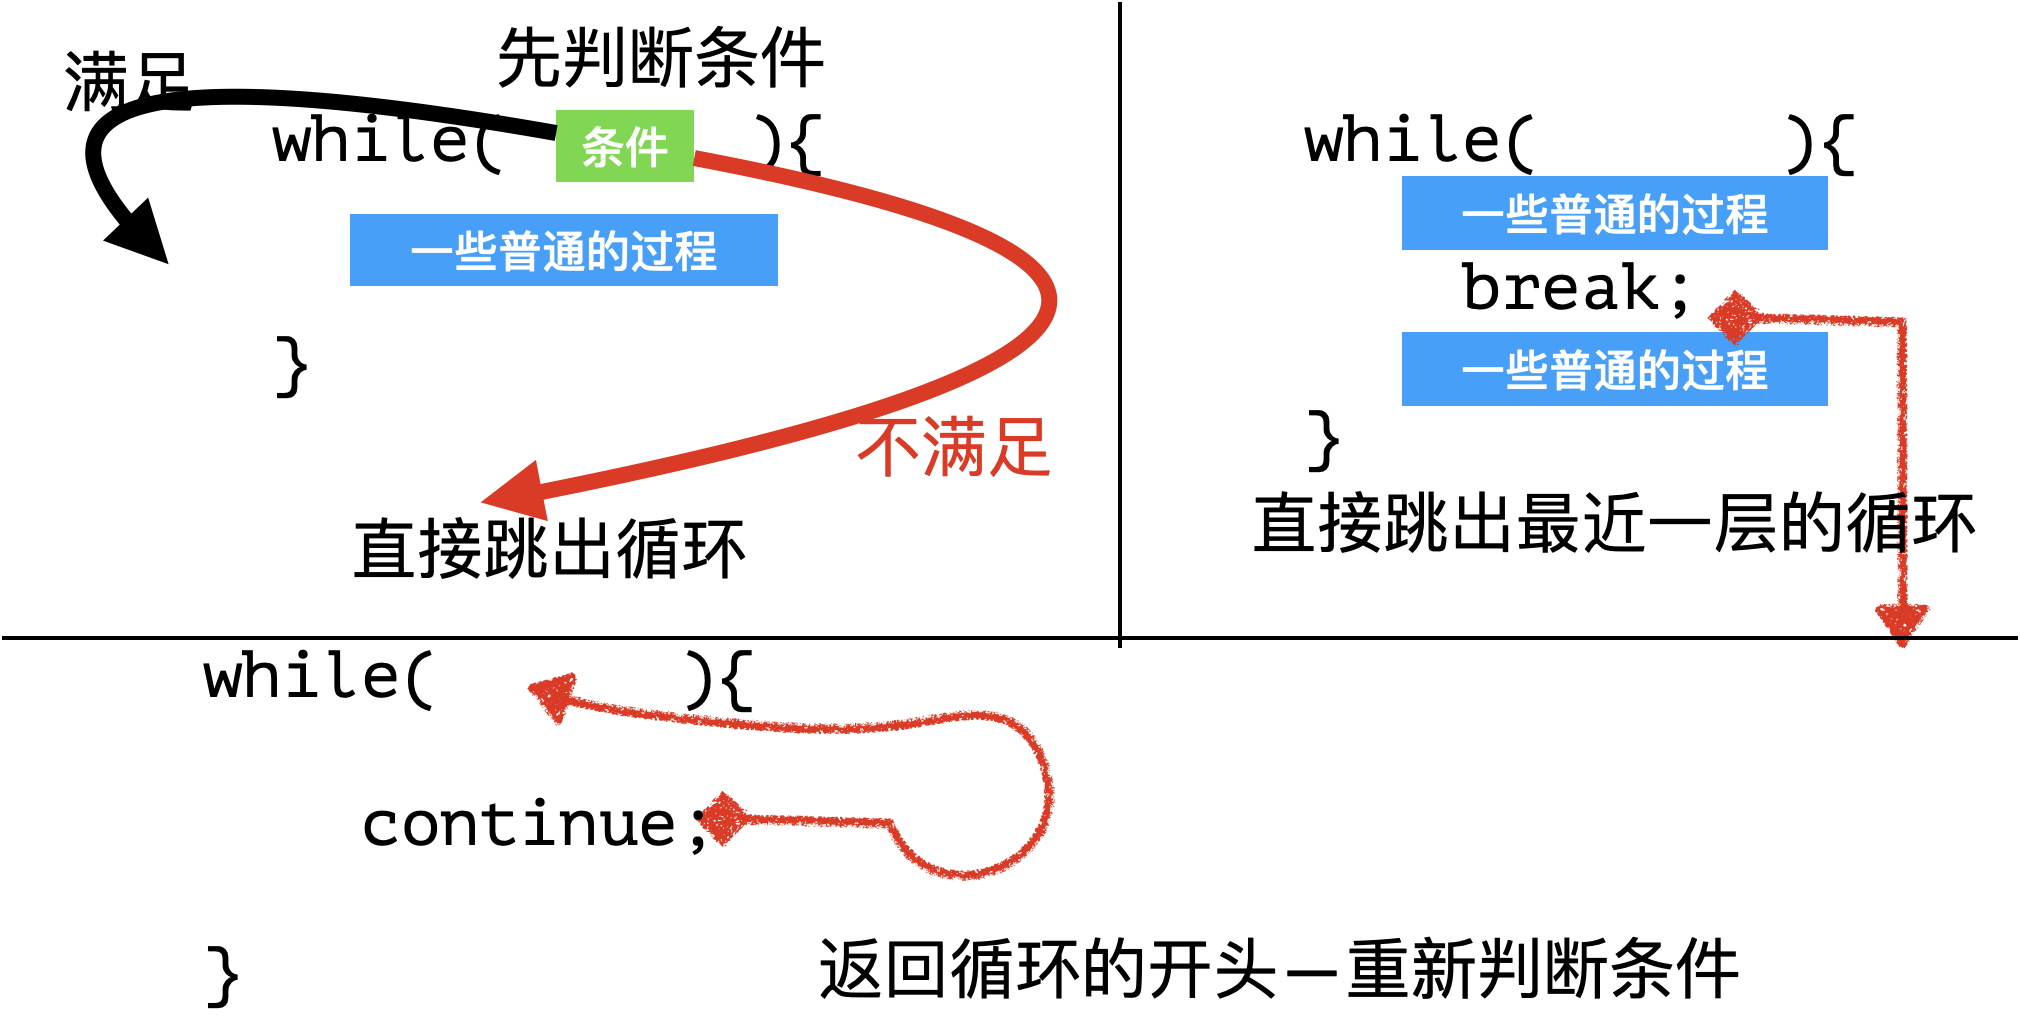 先判断条件
满足
while( 条件 ){
一些普通的过程
}
不满足
直接跳出循环
while( ){
一些普通的过程
break;
一些普通的过程
}
直接跳出最近一层的循环
while( ){
continue;
}
返回循环的开头—重新判断条件